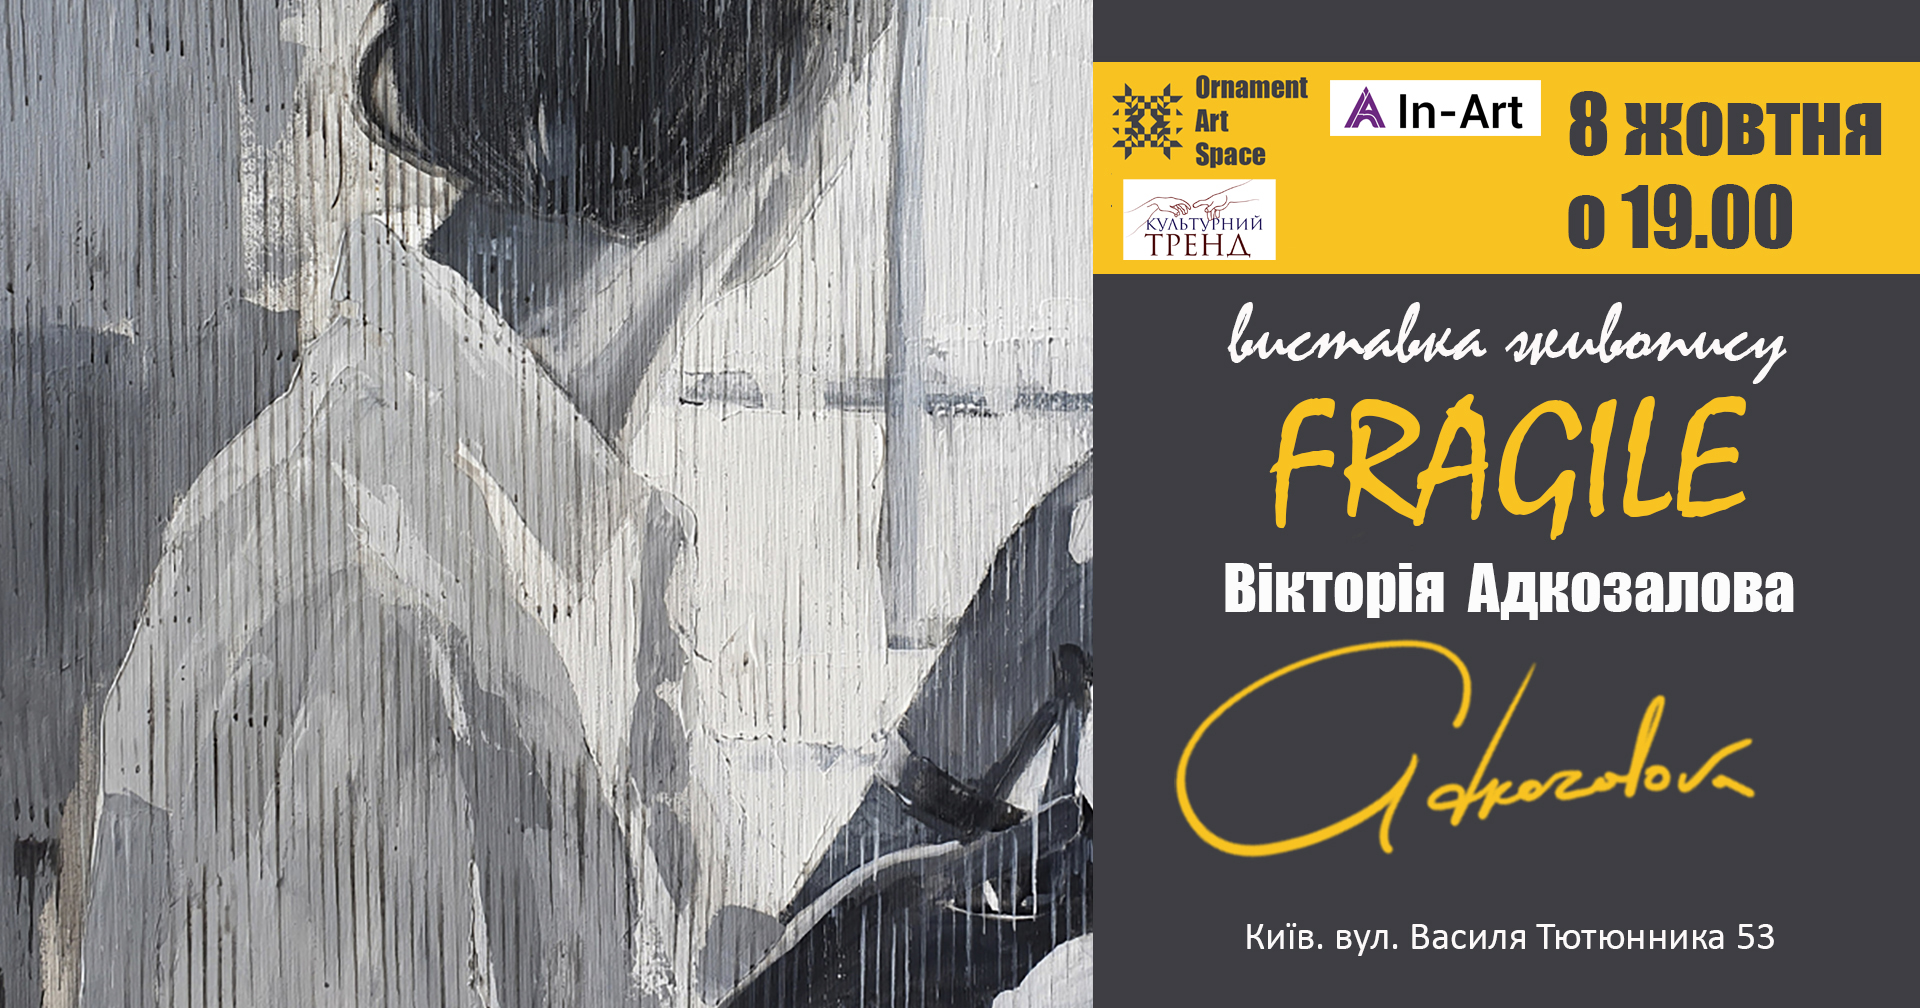 Ornament
Art
Space
In-Art
КУЛЬТУРНИЙ
ТРЕНД
8 жовтня
о 19.00
виставка живопису
FRAGILE
Вікторія Адкозалова
Adkozalova
Київ. вул. Василя Тютюнника 53